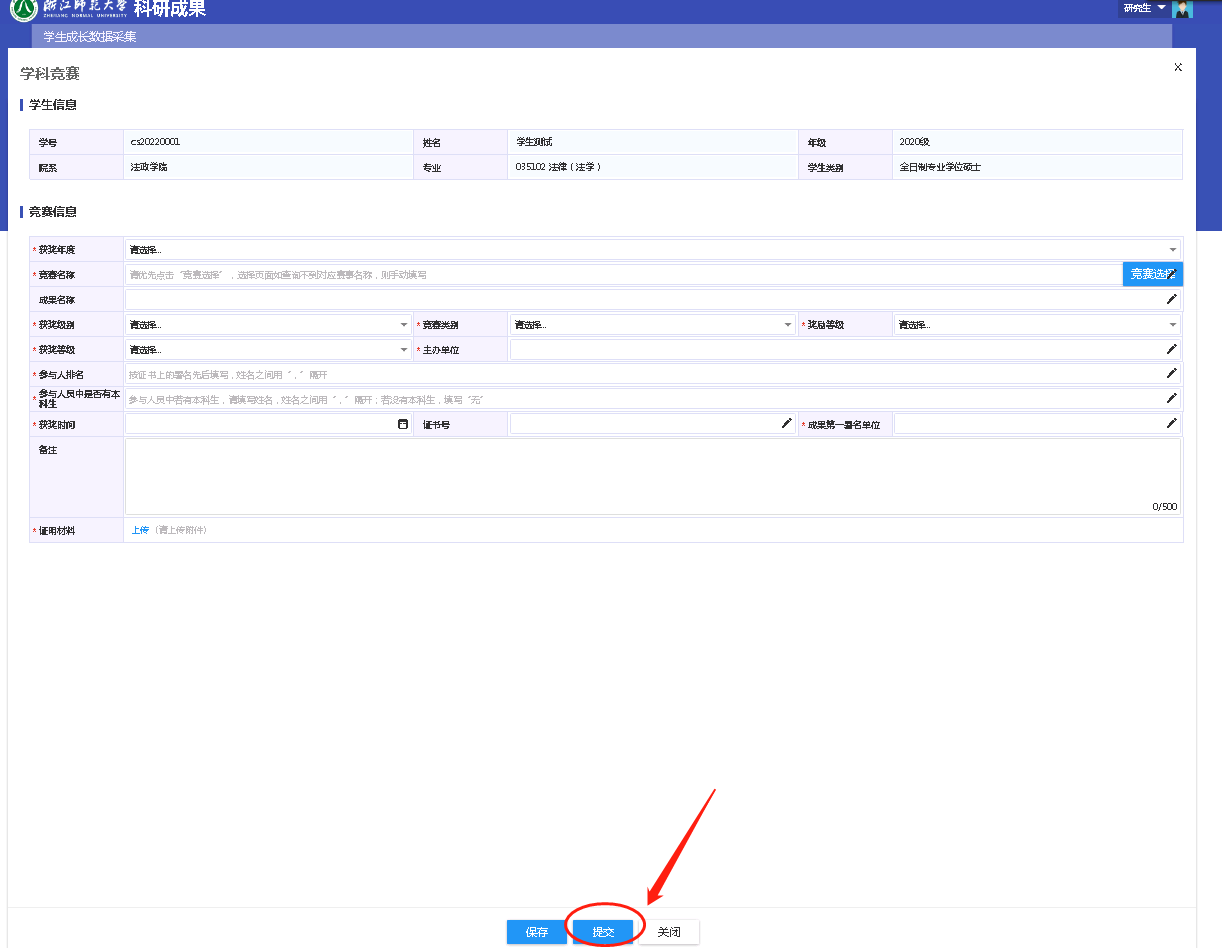 浙江师范大学 科研成果
ZHEJIANG NORMAL UNIVERSITY
研究生
学生成长数据采集
学科竞赛
X
学生信息
学号 cs20220001 姓名 学生测试 年级 2020级
院系 法政学院 专业 035102 法律（法学） 学生类别 全日制专业学位硕士
竞赛信息
* 获奖年度 请选择...
* 竞赛名称 请优先点击“竞赛选择”，选择页面如查询不到对应赛事名称，则手动填写 竞赛选择
成果名称
* 获奖级别 请选择... * 竞赛类别 请选择... * 奖励等级 请选择...
* 获奖等级 请选择... * 主办单位
* 参与人排名 按证书上的署名先后填写，姓名之间用“，”隔开
* 参与人员中是否有本科生 参与人员中若有本科生，请填写姓名，姓名之间用“，”隔开；若没有本科生，填写“无”
* 获奖时间 证书号 * 成果第一署名单位
备注
0/500
* 证明材料 上传 （请上传附件）
保存 提交 关闭